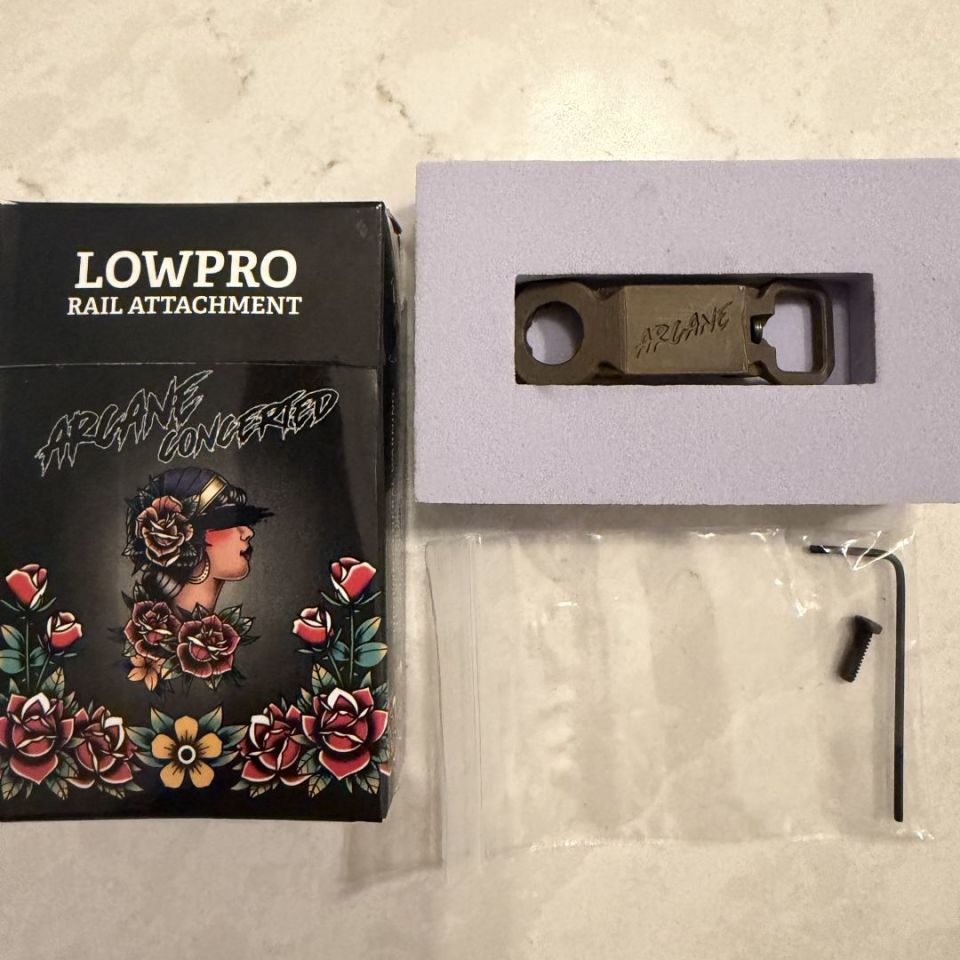 LOWPRO
RAIL ATTACHMENT
ARCANE
CONCERTED
ARCANE